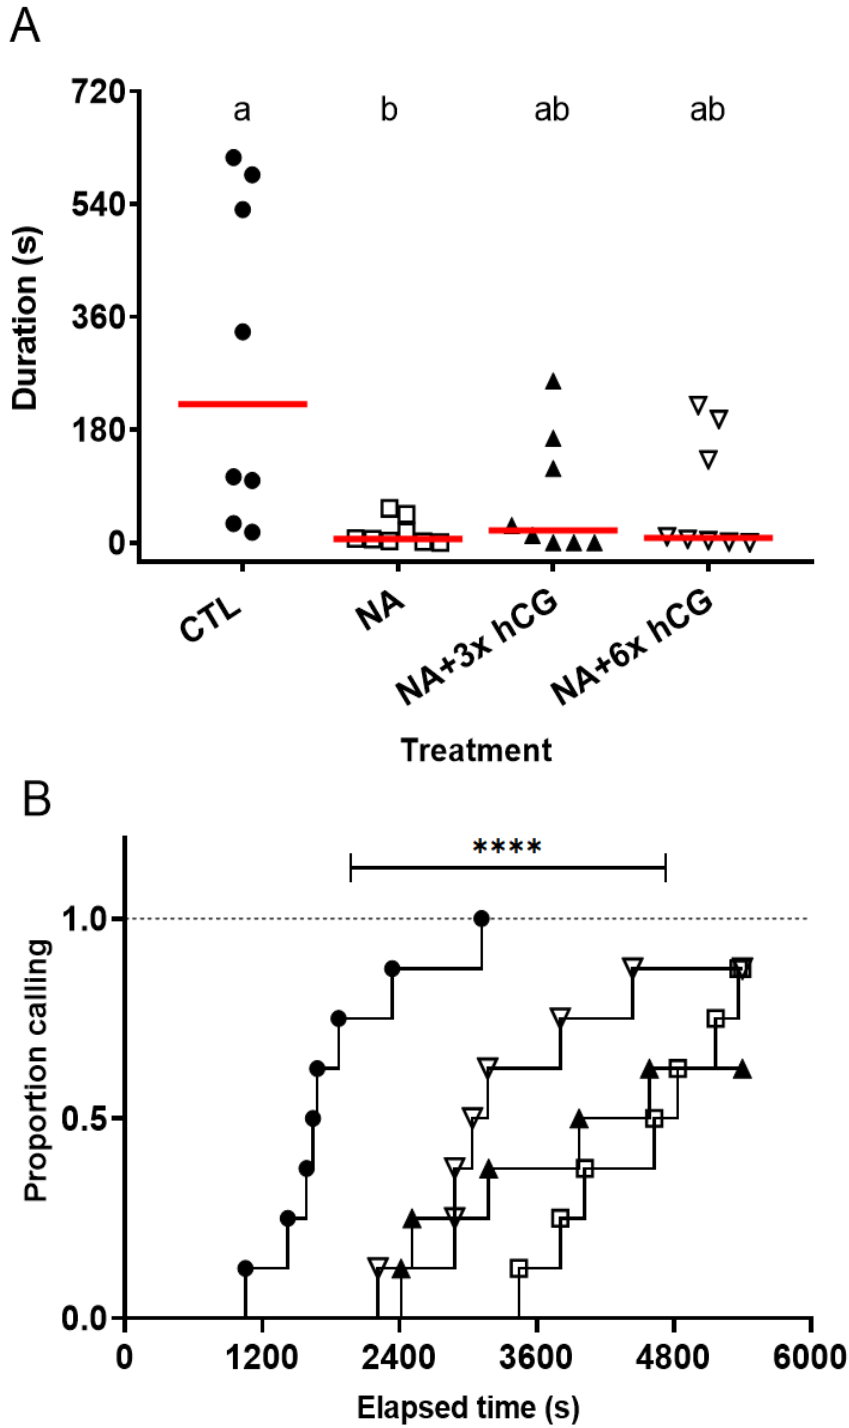 A
720
a
b
ab
ab
540
360
180
0
Duration (s)
CTL
NA
NA+3x hCG
NA+6x hCG
Treatment
B
****
1.0
0.5
0.0
Proportion calling
0
1200
2400
3600
4800
6000
Elapsed time (s)